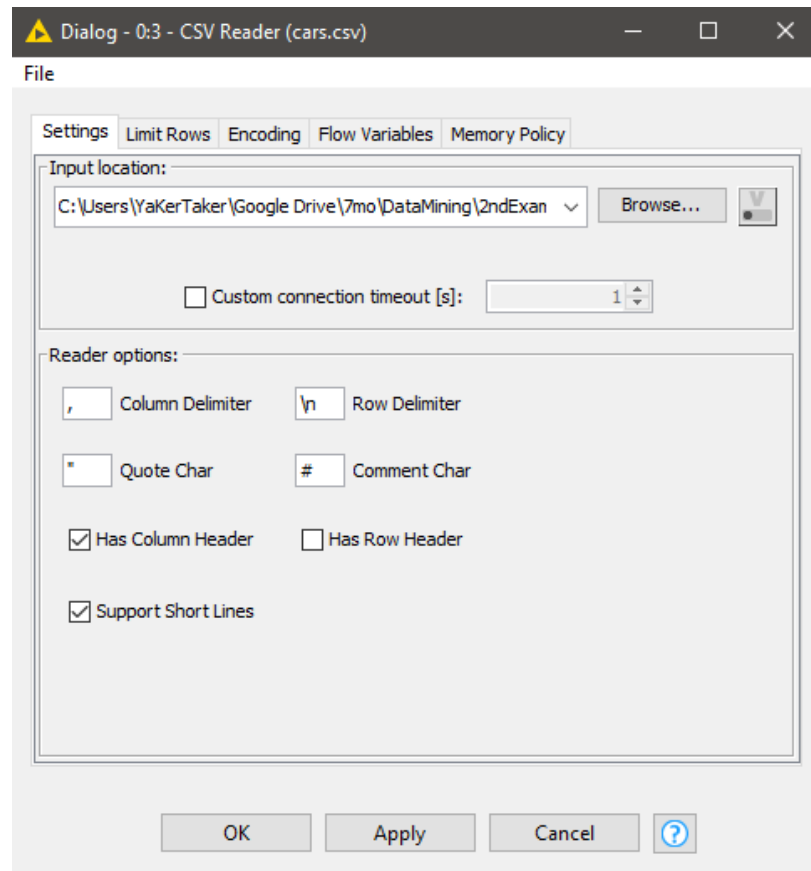 Dialog - 0:3 - CSV Reader (cars.csv)
File
Settings Limit Rows Encoding Flow Variables Memory Policy
Input location:
C:\Users\YaKerTaker\Google Drive\7mo\DataMining\2ndExan Browse... V
Custom connection timeout [s]: 1
Reader options:
, Column Delimiter \n Row Delimiter
" Quote Char # Comment Char
Has Column Header Has Row Header
Support Short Lines
OK Apply Cancel ?